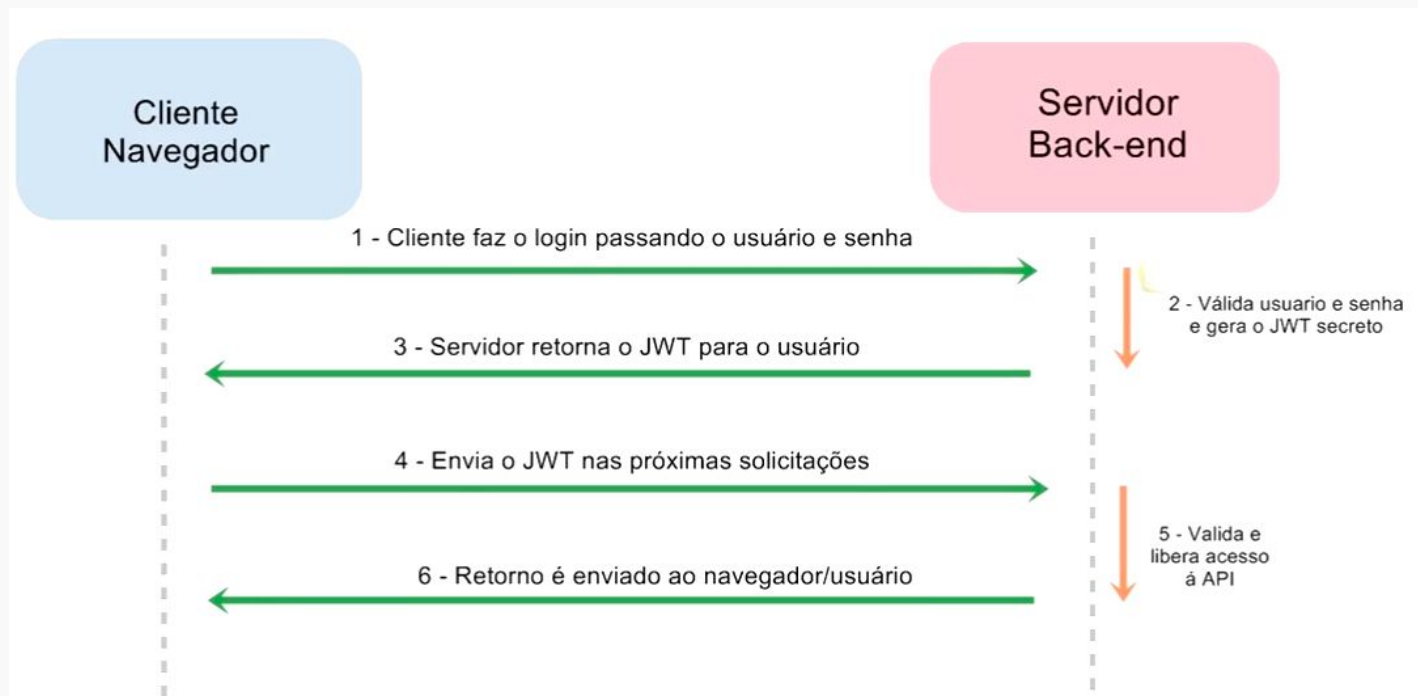 Cliente
Navegador
Servidor
Back-end
1 - Cliente faz o login passando o usuário e senha
2 - Válida usuario e senha
e gera o JWT secreto
3 - Servidor retorna o JWT para o usuário
4 - Envia o JWT nas próximas solicitações
5 - Valida e
libera acesso
á API
6 - Retorno é enviado ao navegador/usuário